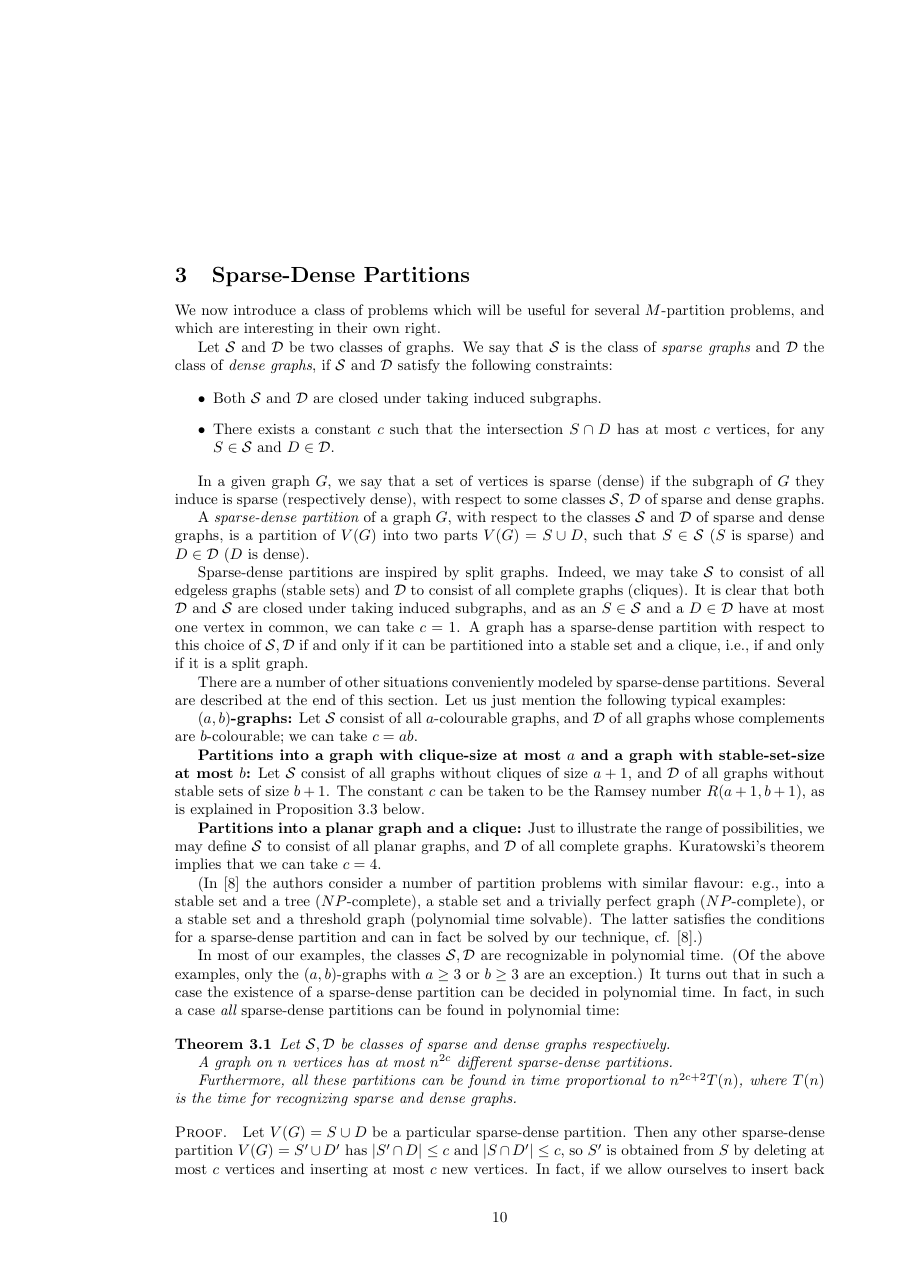 3 Sparse-Dense Partitions
We now introduce a class of problems which will be useful for several M-partition problems, and
which are interesting in their own right.
Let 𝒮 and 𝒟 be two classes of graphs. We say that 𝒮 is the class of sparse graphs and 𝒟 the
class of dense graphs, if 𝒮 and 𝒟 satisfy the following constraints:
• Both 𝒮 and 𝒟 are closed under taking induced subgraphs.
• There exists a constant c such that the intersection S ∩ D has at most c vertices, for any
S ∈ 𝒮 and D ∈ 𝒟.
In a given graph G, we say that a set of vertices is sparse (dense) if the subgraph of G they
induce is sparse (respectively dense), with respect to some classes 𝒮, 𝒟 of sparse and dense graphs.
A sparse-dense partition of a graph G, with respect to the classes 𝒮 and 𝒟 of sparse and dense
graphs, is a partition of V(G) into two parts V(G) = S ∪ D, such that S ∈ 𝒮 (S is sparse) and
D ∈ 𝒟 (D is dense).
Sparse-dense partitions are inspired by split graphs. Indeed, we may take 𝒮 to consist of all
edgeless graphs (stable sets) and 𝒟 to consist of all complete graphs (cliques). It is clear that both
𝒟 and 𝒮 are closed under taking induced subgraphs, and as an S ∈ 𝒮 and a D ∈ 𝒟 have at most
one vertex in common, we can take c = 1. A graph has a sparse-dense partition with respect to
this choice of 𝒮, 𝒟 if and only if it can be partitioned into a stable set and a clique, i.e., if and only
if it is a split graph.
There are a number of other situations conveniently modeled by sparse-dense partitions. Several
are described at the end of this section. Let us just mention the following typical examples:
(a, b)-graphs: Let 𝒮 consist of all a-colourable graphs, and 𝒟 of all graphs whose complements
are b-colourable; we can take c = ab.
Partitions into a graph with clique-size at most a and a graph with stable-set-size
at most b: Let 𝒮 consist of all graphs without cliques of size a + 1, and 𝒟 of all graphs without
stable sets of size b + 1. The constant c can be taken to be the Ramsey number R(a + 1, b + 1), as
is explained in Proposition 3.3 below.
Partitions into a planar graph and a clique: Just to illustrate the range of possibilities, we
may define 𝒮 to consist of all planar graphs, and 𝒟 of all complete graphs. Kuratowski's theorem
implies that we can take c = 4.
(In [8] the authors consider a number of partition problems with similar flavour: e.g., into a
stable set and a tree (NP-complete), a stable set and a trivially perfect graph (NP-complete), or
a stable set and a threshold graph (polynomial time solvable). The latter satisfies the conditions
for a sparse-dense partition and can in fact be solved by our technique, cf. [8].)
In most of our examples, the classes 𝒮, 𝒟 are recognizable in polynomial time. (Of the above
examples, only the (a, b)-graphs with a ≥ 3 or b ≥ 3 are an exception.) It turns out that in such a
case the existence of a sparse-dense partition can be decided in polynomial time. In fact, in such
a case all sparse-dense partitions can be found in polynomial time:
Theorem 3.1 Let 𝒮, 𝒟 be classes of sparse and dense graphs respectively.
A graph on n vertices has at most n²ᶜ different sparse-dense partitions.
Furthermore, all these partitions can be found in time proportional to n²ᶜ⁺²T(n), where T(n)
is the time for recognizing sparse and dense graphs.
PROOF. Let V(G) = S ∪ D be a particular sparse-dense partition. Then any other sparse-dense
partition V(G) = S′ ∪ D′ has |S′ ∩ D| ≤ c and |S ∩ D′| ≤ c, so S′ is obtained from S by deleting at
most c vertices and inserting at most c new vertices. In fact, if we allow ourselves to insert back
10